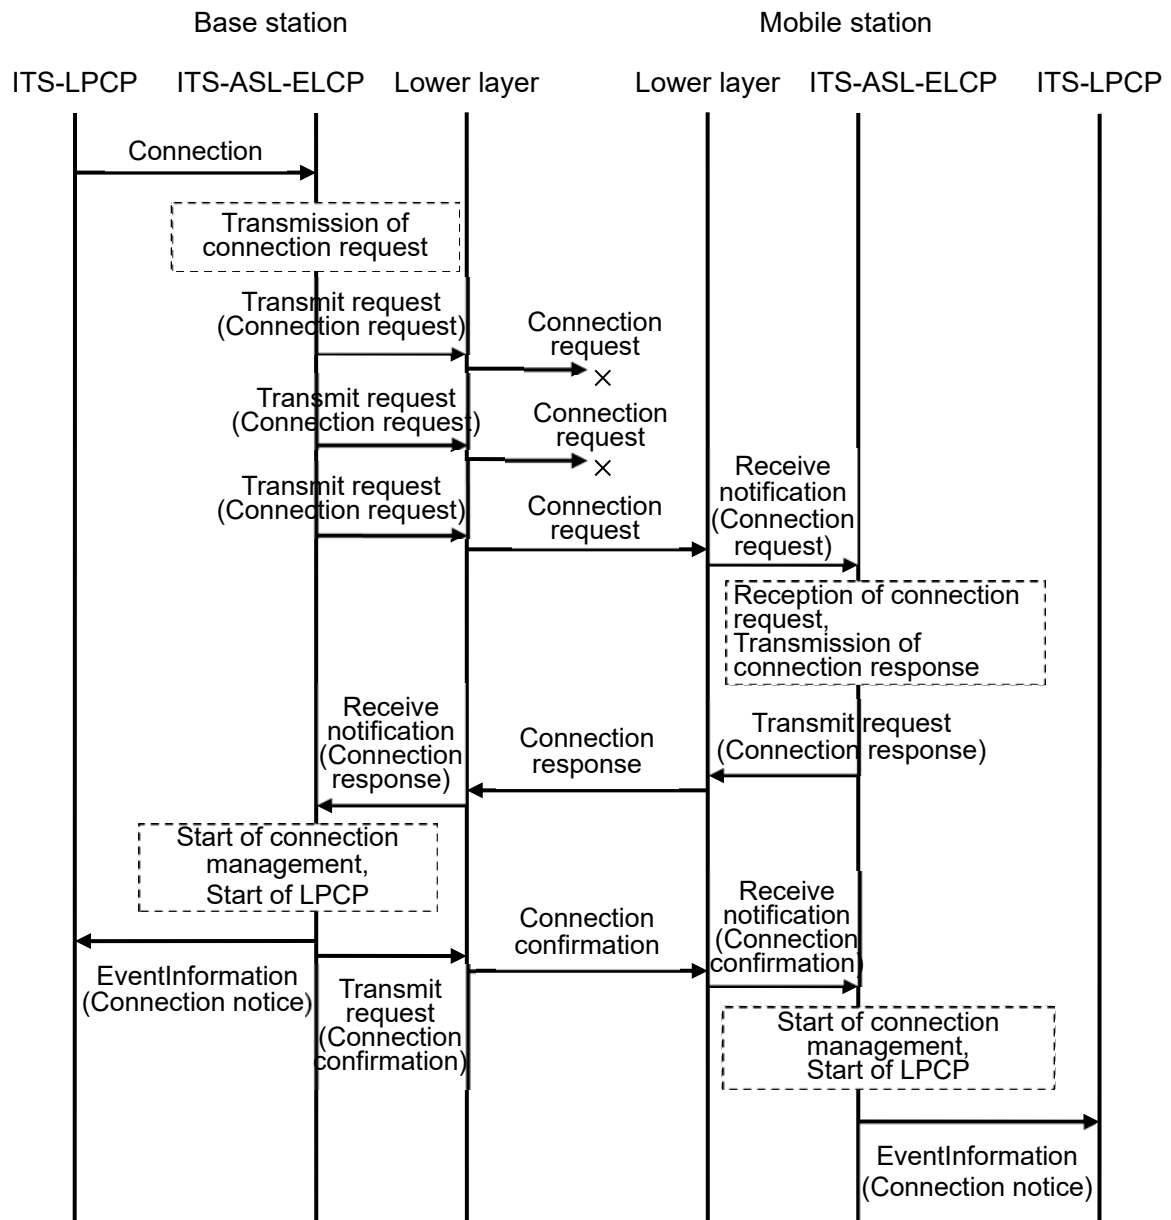 Base station
Mobile station
ITS-LPCP
ITS-ASL-ELCP
Lower layer
Lower layer
ITS-ASL-ELCP
ITS-LPCP
Connection
Transmission of
connection request
Transmit request
(Connection request)
Connection
request
×
Transmit request
(Connection request)
Connection
request
×
Transmit request
(Connection request)
Connection
request
Receive
notification
(Connection
request)
Reception of connection
request,
Transmission of
connection response
Transmit request
(Connection response)
Connection
response
Receive
notification
(Connection
response)
Start of connection
management,
Start of LPCP
EventInformation
(Connection notice)
Transmit
request
(Connection
confirmation)
Connection
confirmation
Receive
notification
(Connection
confirmation)
Start of connection
management,
Start of LPCP
EventInformation
(Connection notice)